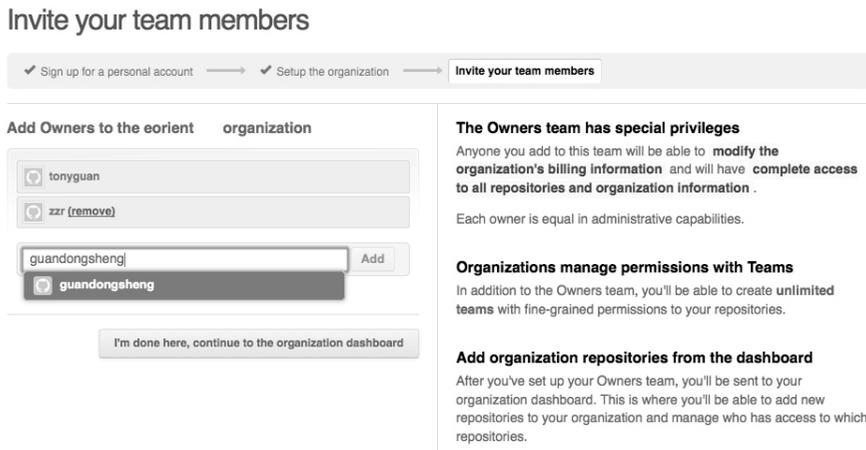 Invite your team members
✔ Sign up for a personal account → ✔ Setup the organization → Invite your team members
Add Owners to the eorient organization
tonyguan
zzr (remove)
guandongsheng Add
guandongsheng
I'm done here, continue to the organization dashboard
The Owners team has special privileges
Anyone you add to this team will be able to modify the
organization's billing information and will have complete access
to all repositories and organization information .
Each owner is equal in administrative capabilities.
Organizations manage permissions with Teams
In addition to the Owners team, you'll be able to create unlimited
teams with fine-grained permissions to your repositories.
Add organization repositories from the dashboard
After you've set up your Owners team, you'll be sent to your
organization dashboard. This is where you'll be able to add new
repositories to your organization and manage who has access to which
repositories.